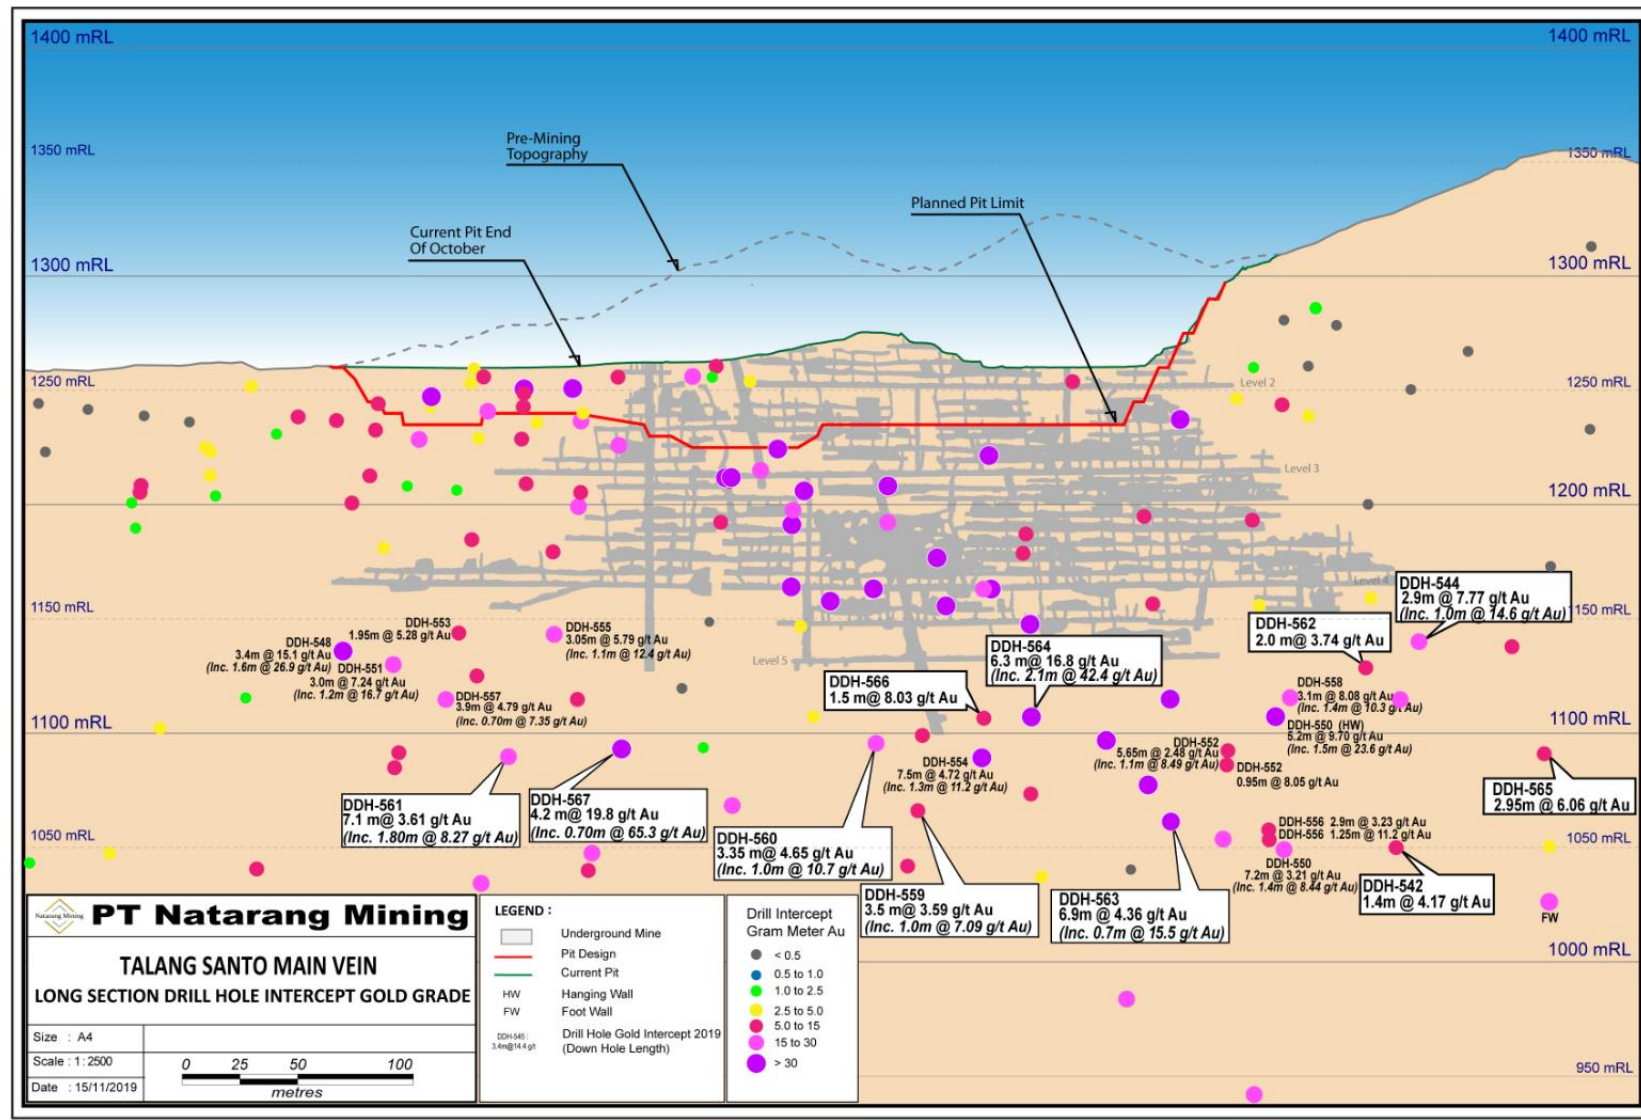 1400 mRL
1400 mRL
1350 mRL
1350 mRL
Pre-Mining
Topography
Planned Pit Limit
Current Pit End
Of October
1300 mRL
1300 mRL
1250 mRL
Level 2
1250 mRL
Level 3
1200 mRL
1200 mRL
Level 4
1150 mRL
1150 mRL
DDH-544
2.9m @ 7.77 g/t Au
(Inc. 1.0m @ 14.6 g/t Au)
DDH-562
2.0 m@ 3.74 g/t Au
DDH-553
1.95m @ 5.28 g/t Au
DDH-555
3.05m @ 5.79 g/t Au
(Inc. 1.1m @ 12.4 g/t Au)
DDH-548
3.4m @ 15.1 g/t Au
(Inc. 1.6m @ 26.9 g/t Au)
DDH-551
3.0m @ 7.24 g/t Au
(Inc. 1.2m @ 16.7 g/t Au)
DDH-557
3.9m @ 4.79 g/t Au
(Inc. 0.70m @ 7.35 g/t Au)
Level 5
DDH-564
6.3 m@ 16.8 g/t Au
(Inc. 2.1m @ 42.4 g/t Au)
DDH-566
1.5 m@ 8.03 g/t Au
DDH-558
3.1m @ 8.08 g/t Au
(Inc. 1.4m @ 10.3 g/t Au)
DDH-550 (HW)
5.2m @ 9.70 g/t Au
(Inc. 1.5m @ 23.6 g/t Au)
1100 mRL
1100 mRL
DDH-552
5.65m @ 2.48 g/t Au
(Inc. 1.1m @ 8.49 g/t Au)
DDH-552
0.95m @ 8.05 g/t Au
DDH-554
7.5m @ 4.72 g/t Au
(Inc. 1.3m @ 11.2 g/t Au)
DDH-565
2.95m @ 6.06 g/t Au
DDH-561
7.1 m@ 3.61 g/t Au
(Inc. 1.80m @ 8.27 g/t Au)
DDH-567
4.2 m@ 19.8 g/t Au
(Inc. 0.70m @ 65.3 g/t Au)
DDH-560
3.35 m@ 4.65 g/t Au
(Inc. 1.0m @ 10.7 g/t Au)
DDH-556 2.9m @ 3.23 g/t Au
DDH-556 1.25m @ 11.2 g/t Au
1050 mRL
1050 mRL
DDH-550
7.2m @ 3.21 g/t Au
(Inc. 1.4m @ 8.44 g/t Au)
DDH-542
1.4m @ 4.17 g/t Au
DDH-559
3.5 m@ 3.59 g/t Au
(Inc. 1.0m @ 7.09 g/t Au)
DDH-563
6.9m @ 4.36 g/t Au
(Inc. 0.7m @ 15.5 g/t Au)
FW
1000 mRL
950 mRL
Natarang Mining
PT Natarang Mining
TALANG SANTO MAIN VEIN
LONG SECTION DRILL HOLE INTERCEPT GOLD GRADE
Size : A4
Scale : 1 : 2500
Date : 15/11/2019
0 25 50 100
metres
LEGEND :
Underground Mine
Pit Design
Current Pit
HW Hanging Wall
FW Foot Wall
DDH-545 :
3.4m@14.4 g/t
Drill Hole Gold Intercept 2019
(Down Hole Length)
Drill Intercept
Gram Meter Au
< 0.5
0.5 to 1.0
1.0 to 2.5
2.5 to 5.0
5.0 to 15
15 to 30
> 30